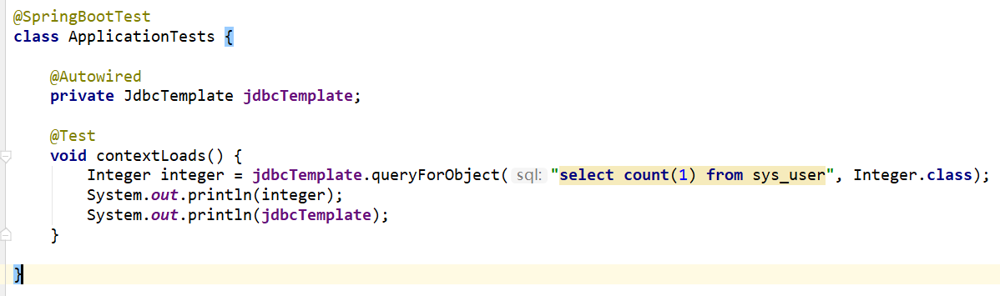 @SpringBootTest
class ApplicationTests {
@Autowired
private JdbcTemplate jdbcTemplate;
@Test
void contextLoads() {
Integer integer = jdbcTemplate.queryForObject( sql: "select count(1) from sys_user", Integer.class);
System.out.println(integer);
System.out.println(jdbcTemplate);
}
}